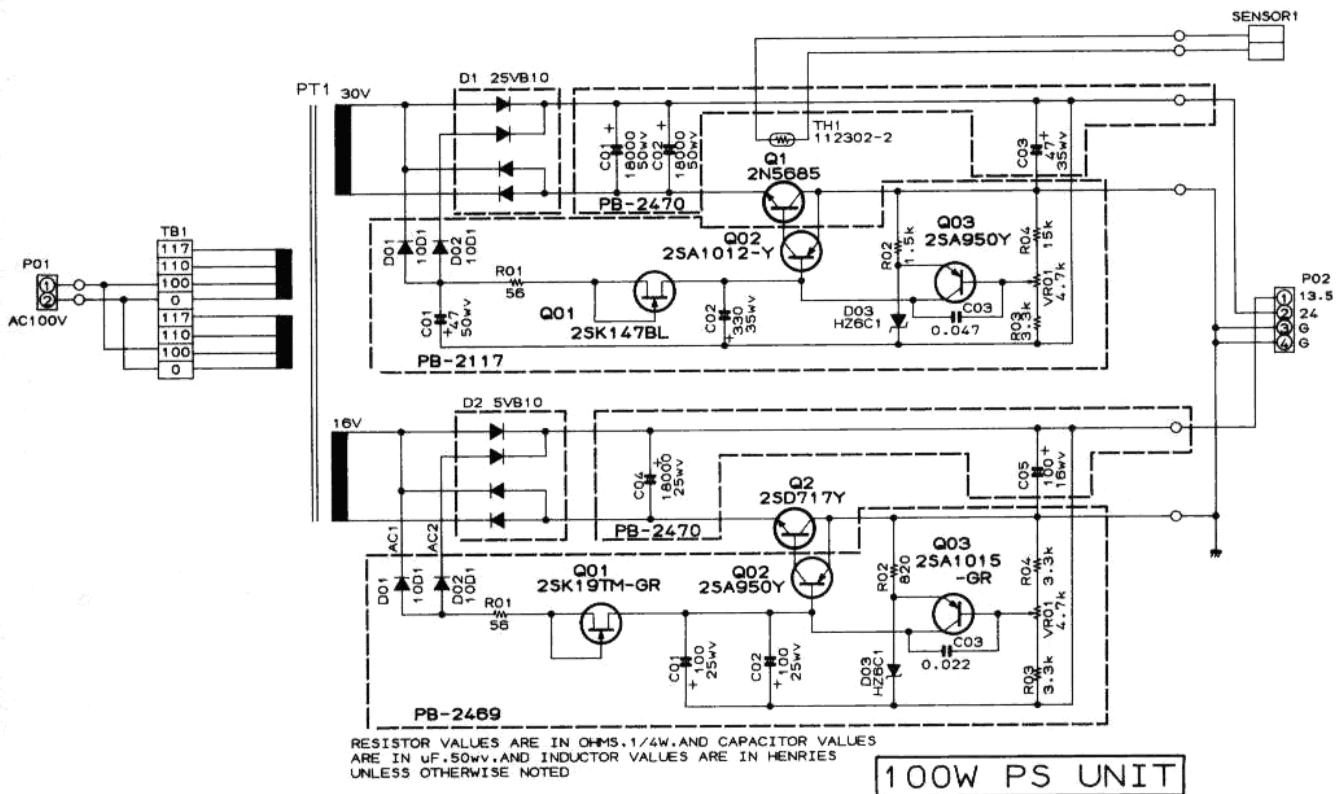 SENSOR1
PT1
30V
D1 25VB10
C01
18000
50wv
+
C02
18000
50wv
+
TH1
112302-2
Q1
2N5685
C03
47
35wv
+
PB-2470
TB1
117
110
100
0
117
110
100
0
P01
1
2
AC100V
D01
10D1
D02
10D1
R01
56
Q02
2SA1012-Y
Q01
2SK147BL
C01
+47
50wv
C02
+330
35wv
R02
1.5k
Q03
2SA950Y
R04
15k
VR01
4.7k
D03
HZ6C1
C03
0.047
R03
3.3k
PB-2117
P02
1 13.5
2 24
3 G
4 G
16V
D2 5VB10
C04
18000
25wv
+
Q2
2SD717Y
C05
100
16wv
+
PB-2470
AC1
AC2
D01
10D1
D02
10D1
R01
56
Q01
2SK19TM-GR
Q02
2SA950Y
R02
820
Q03
2SA1015
-GR
R04
3.3k
VR01
4.7k
C01
+100
25wv
C02
+100
25wv
D03
HZ6C1
C03
0.022
R03
3.3k
PB-2469
RESISTOR VALUES ARE IN OHMS.1/4W.AND CAPACITOR VALUES
ARE IN uF.50wv.AND INDUCTOR VALUES ARE IN HENRIES
UNLESS OTHERWISE NOTED
100W PS UNIT